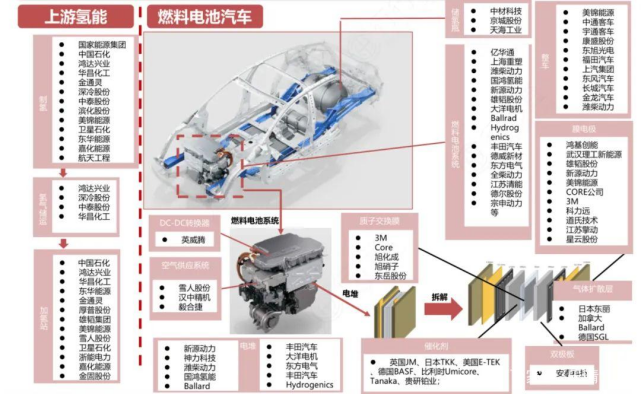 上游氢能
制氢
国家能源集团
中国石化
鸿达兴业
华昌化工
金通灵
深冷股份
中泰股份
滨化股份
美锦能源
卫星石化
东华能源
嘉化能源
航天工程
氢气储运
鸿达兴业
深冷股份
中泰股份
华昌化工
加氢站
中国石化
鸿达兴业
华昌化工
东华能源
金通灵
厚普股份
雄韬集团
美锦能源
雪人股份
卫星石化
浙能电力
嘉化能源
金固股份
燃料电池汽车
储氢瓶
中材科技
京城股份
天海工业
燃料电池系统
亿华通
上海重塑
潍柴动力
国鸿氢能
新源动力
雄韬股份
大洋电机
Ballrad
Hydrog
enics
丰田汽车
德威新材
东方电气
全柴动力
江苏清能
德尔股份
宗申动力
等
整车
美锦能源
中通客车
宇通客车
康盛股份
东旭光电
福田汽车
上汽集团
东风汽车
长城汽车
金龙汽车
潍柴动力
膜电极
鸿基创能
武汉理工新能源
雄韬股份
新源动力
美锦能源
CORE公司
3M
科力远
道氏技术
江苏擎动
星云股份
燃料电池系统
DC-DC转换器
英威腾
空气供应系统
雪人股份
汉中精机
毅合捷
质子交换膜
3M
Core
旭化成
旭硝子
东岳股份
电堆
拆解
电堆
新源动力
神力科技
潍柴动力
国鸿氢能
Ballard
丰田汽车
大洋电机
东方电气
丰田汽车
Hydrogenics
催化剂
英国JM、日本TKK、美国E-TEK
、德国BASF、比利时Umicore、
Tanaka、贵研铂业
气体扩散层
日本东丽
加拿大
Ballard
德国SGL
双极板
安泰科技